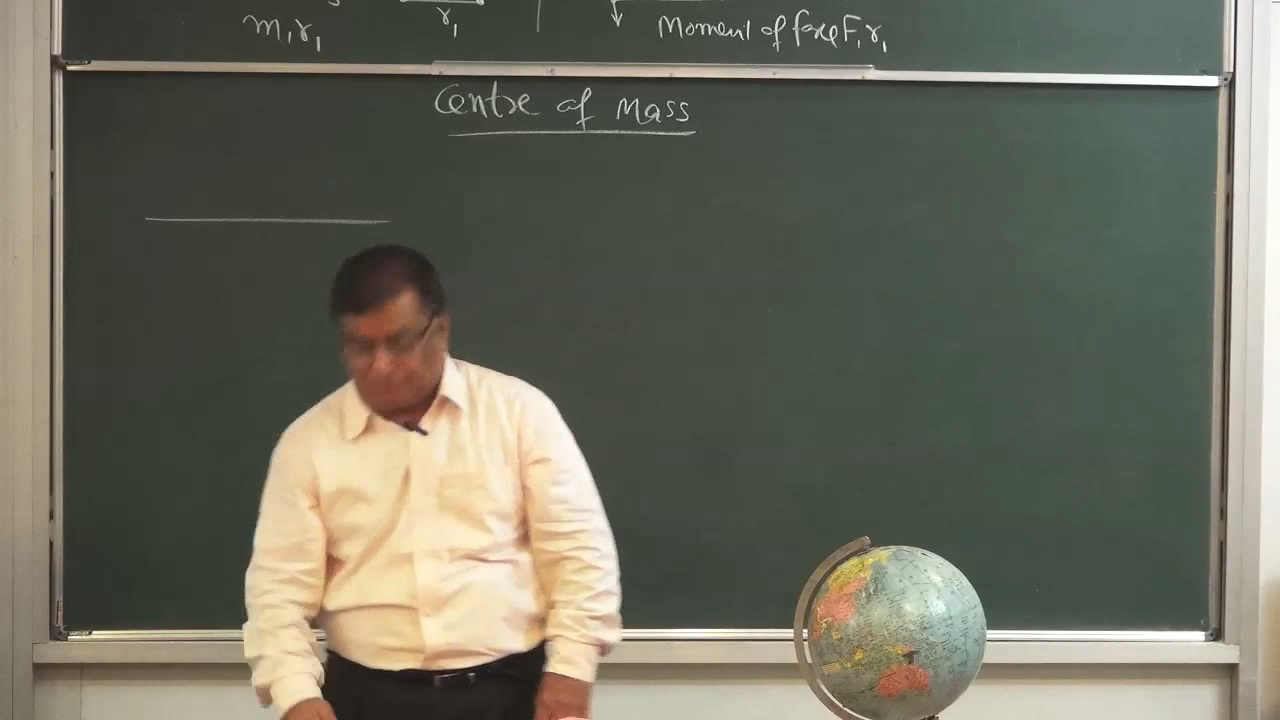 m₁r₁
r₁
Moment of force F₁r₁
Centre of Mass